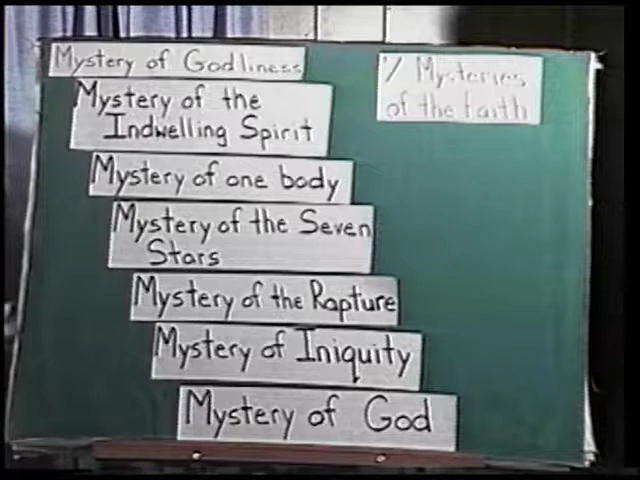 Mystery of Godliness
Mystery of the
Indwelling Spirit
Mystery of one body
Mystery of the Seven
Stars
Mystery of the Rapture
Mystery of Iniquity
Mystery of God
7 Mysteries
of the faith